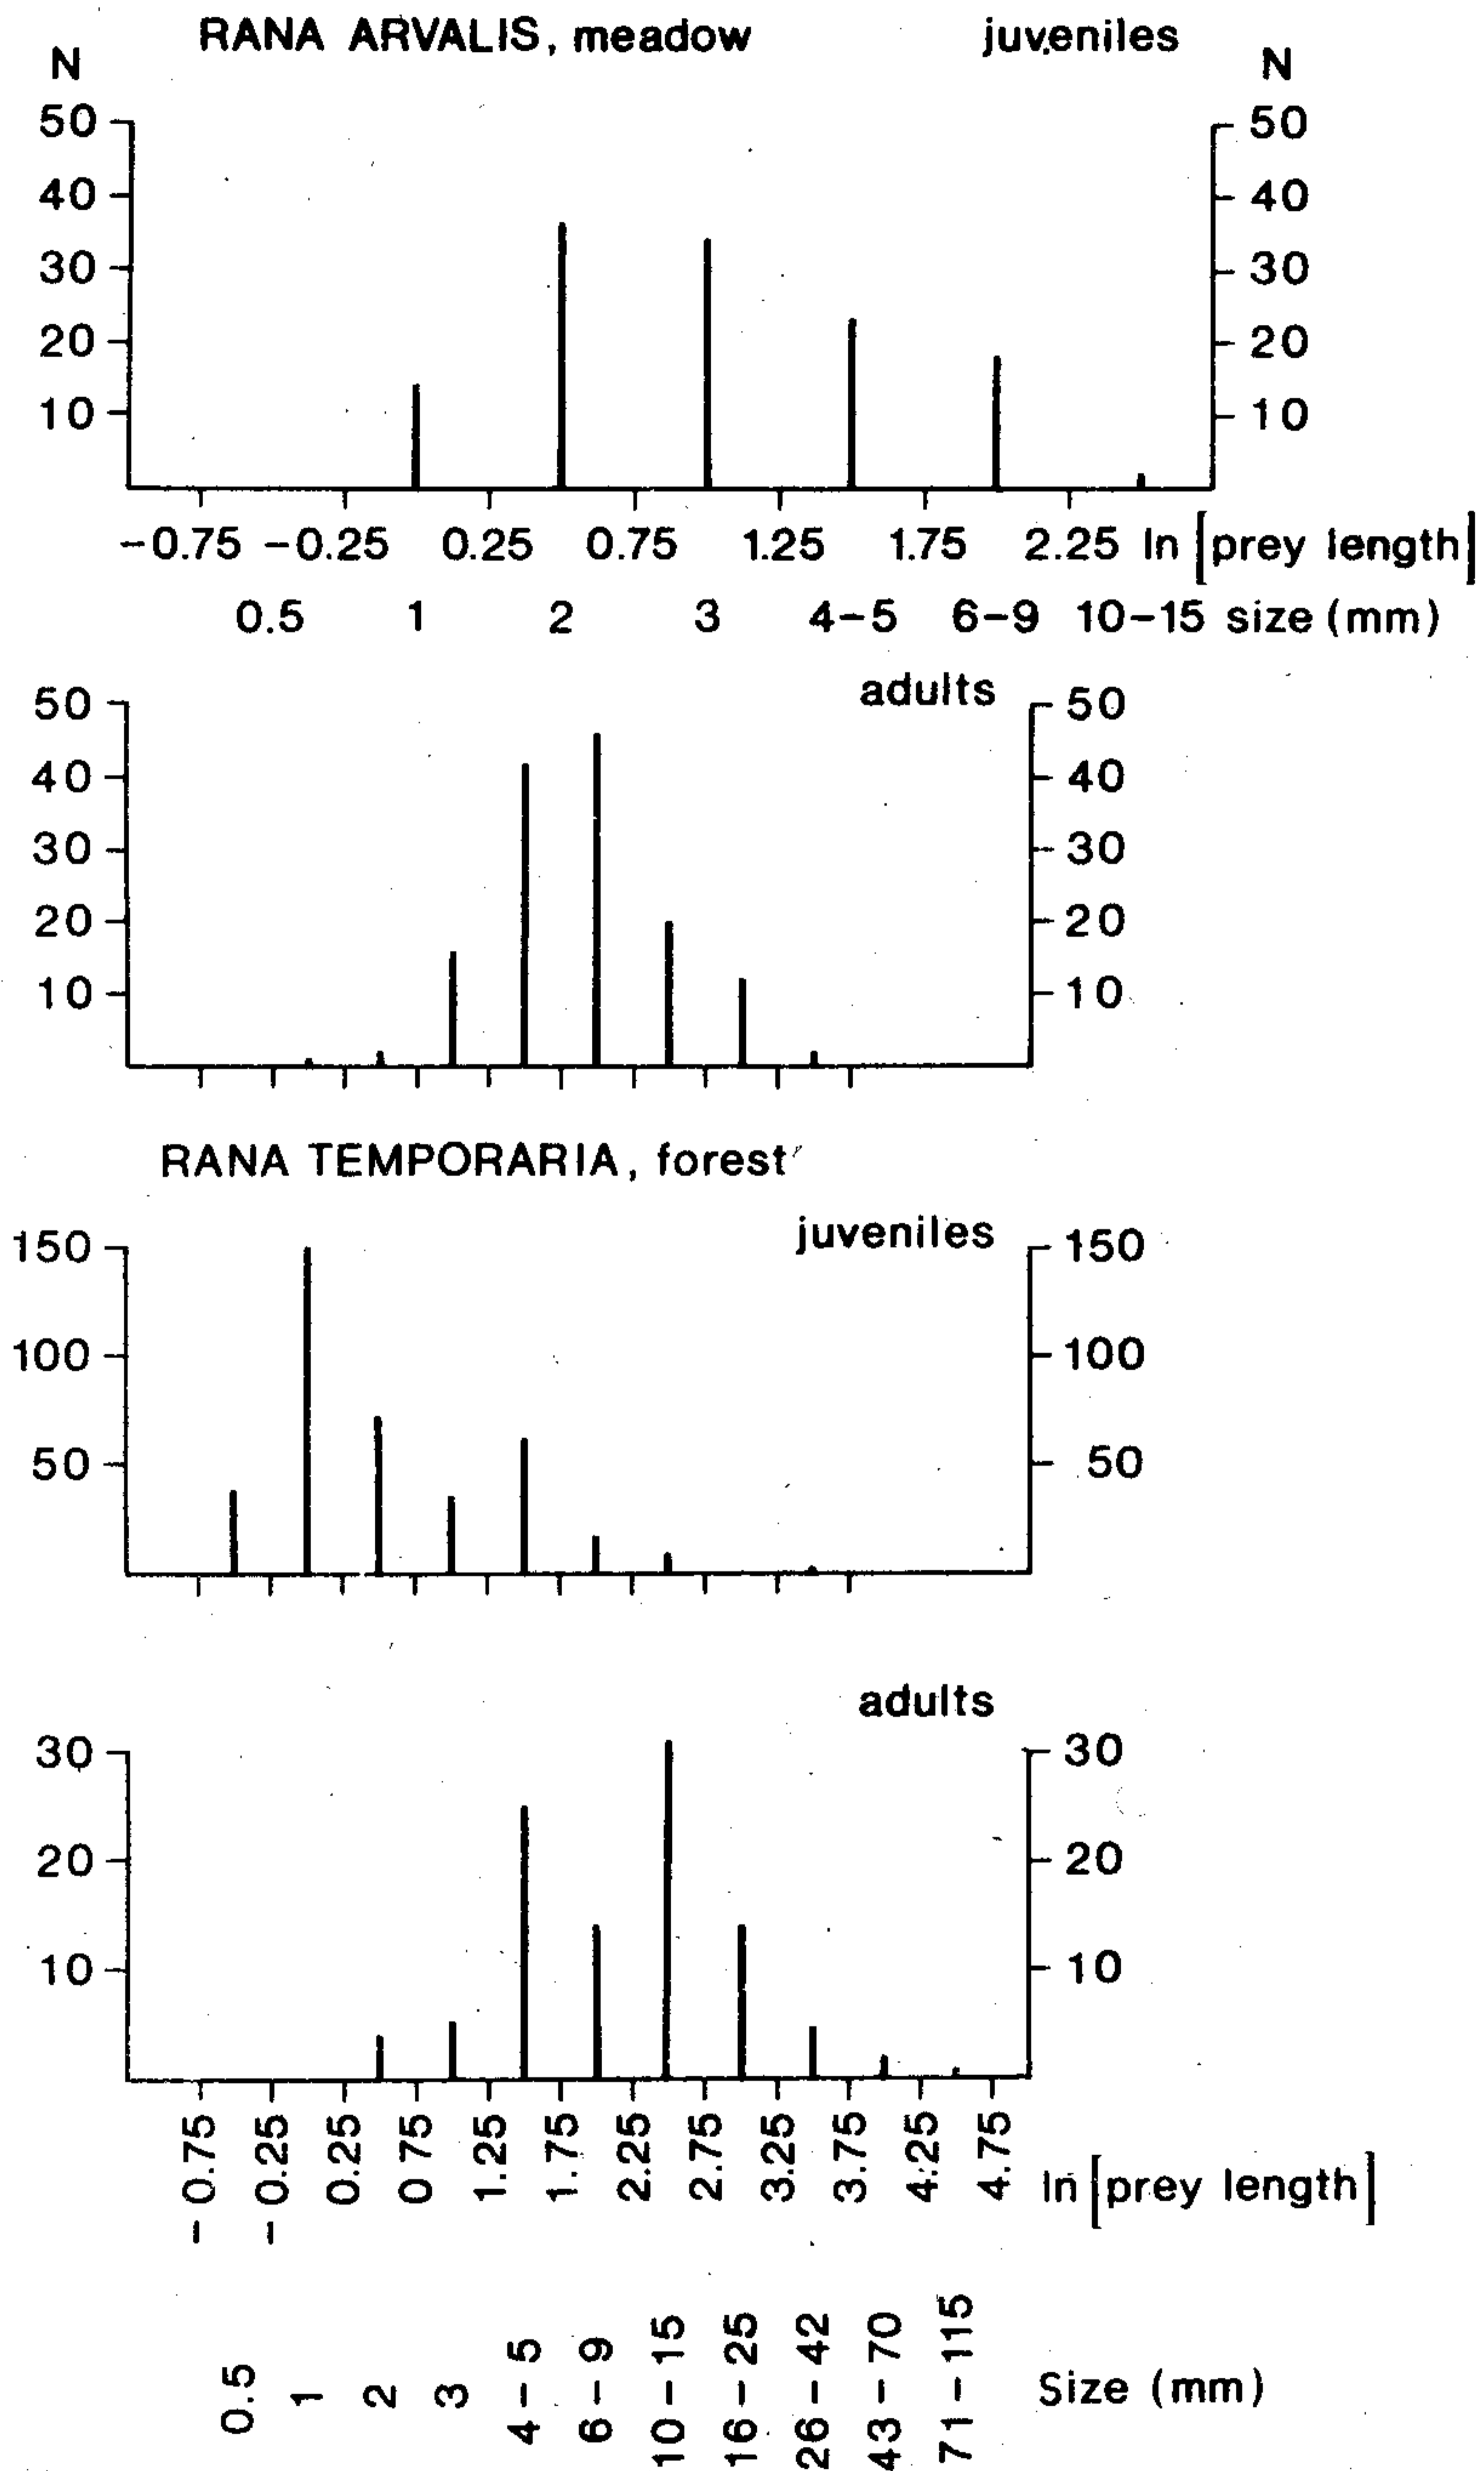 RANA ARVALIS, meadow juveniles
N N
50 50
40 40
30 30
20 20
10 10
-0.75 -0.25 0.25 0.75 1.25 1.75 2.25 ln [prey length]
0.5 1 2 3 4-5 6-9 10-15 size (mm)
adults
50 50
40 40
30 30
20 20
10 10
RANA TEMPORARIA, forest
juveniles
150 150
100 100
50 50
adults
30 30
20 20
10 10
-0.75 -0.25 0.25 0 75 1.25 1.75 2.25 2.75 3.25 3.75 4.25 4.75 ln [prey length]
0.5 1 2 3 4-5 6-9 10-15 16-25 26-42 43-70 71-115 Size (mm)